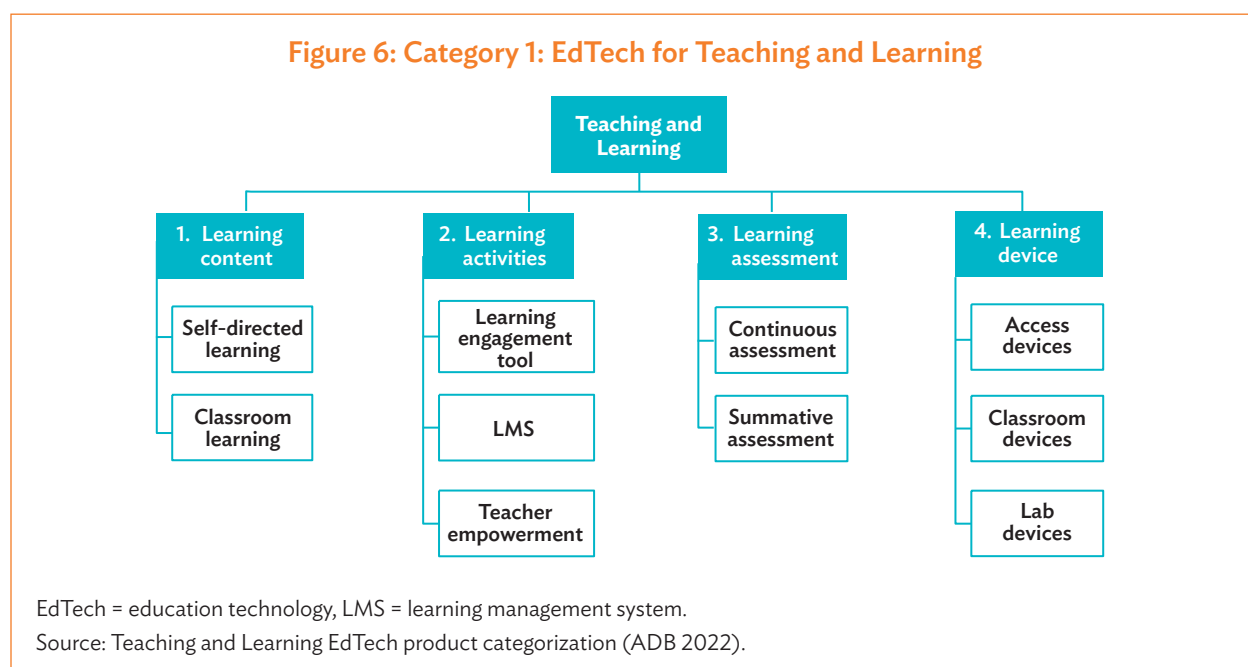 Figure 6: Category 1: EdTech for Teaching and Learning
Teaching and
Learning
1. Learning
content
Self-directed
learning
Classroom
learning
2. Learning
activities
Learning
engagement
tool
LMS
Teacher
empowerment
3. Learning
assessment
Continuous
assessment
Summative
assessment
4. Learning
device
Access
devices
Classroom
devices
Lab
devices
EdTech = education technology, LMS = learning management system.
Source: Teaching and Learning EdTech product categorization (ADB 2022).